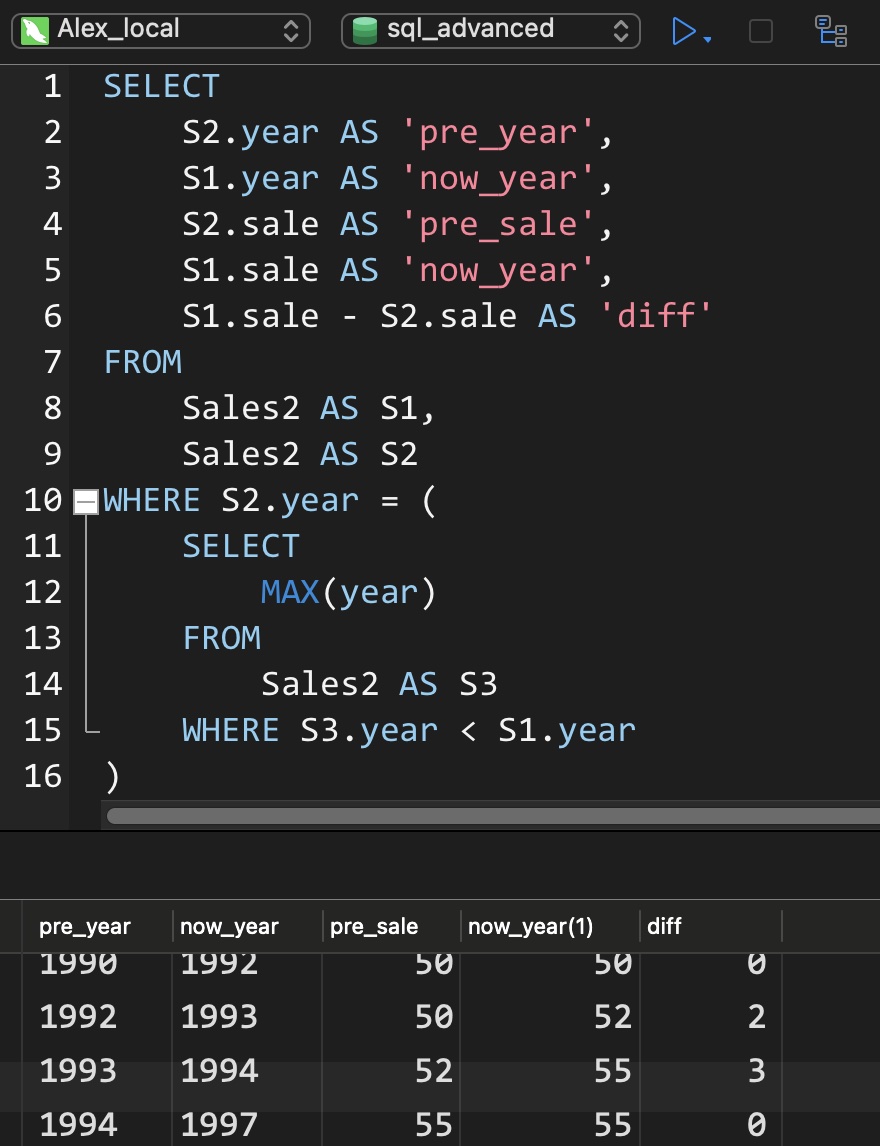 Alex_local sql_advanced
1 SELECT
2 S2.year AS 'pre_year',
3 S1.year AS 'now_year',
4 S2.sale AS 'pre_sale',
5 S1.sale AS 'now_year',
6 S1.sale - S2.sale AS 'diff'
7 FROM
8 Sales2 AS S1,
9 Sales2 AS S2
10 WHERE S2.year = (
11 SELECT
12 MAX(year)
13 FROM
14 Sales2 AS S3
15 WHERE S3.year < S1.year
16 )
pre_year now_year pre_sale now_year(1) diff
1990 1992 50 50 0
1992 1993 50 52 2
1993 1994 52 55 3
1994 1997 55 55 0